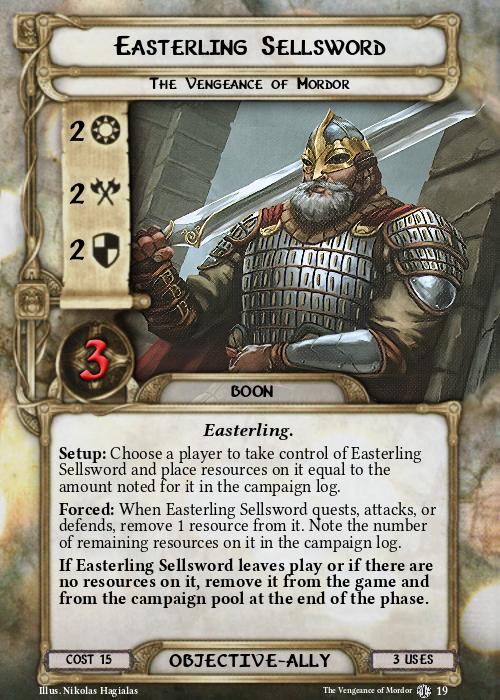 Easterling Sellsword
The Vengeance of Mordor
2
2
2
3
BOON
Easterling.
Setup: Choose a player to take control of Easterling
Sellsword and place resources on it equal to the
amount noted for it in the campaign log.
Forced: When Easterling Sellsword quests, attacks, or
defends, remove 1 resource from it. Note the number
of remaining resources on it in the campaign log.
If Easterling Sellsword leaves play or if there are
no resources on it, remove it from the game and
from the campaign pool at the end of the phase.
COST 15
OBJECTIVE-ALLY
3 USES
Illus. Nikolas Hagialas
The Vengeance of Mordor 19